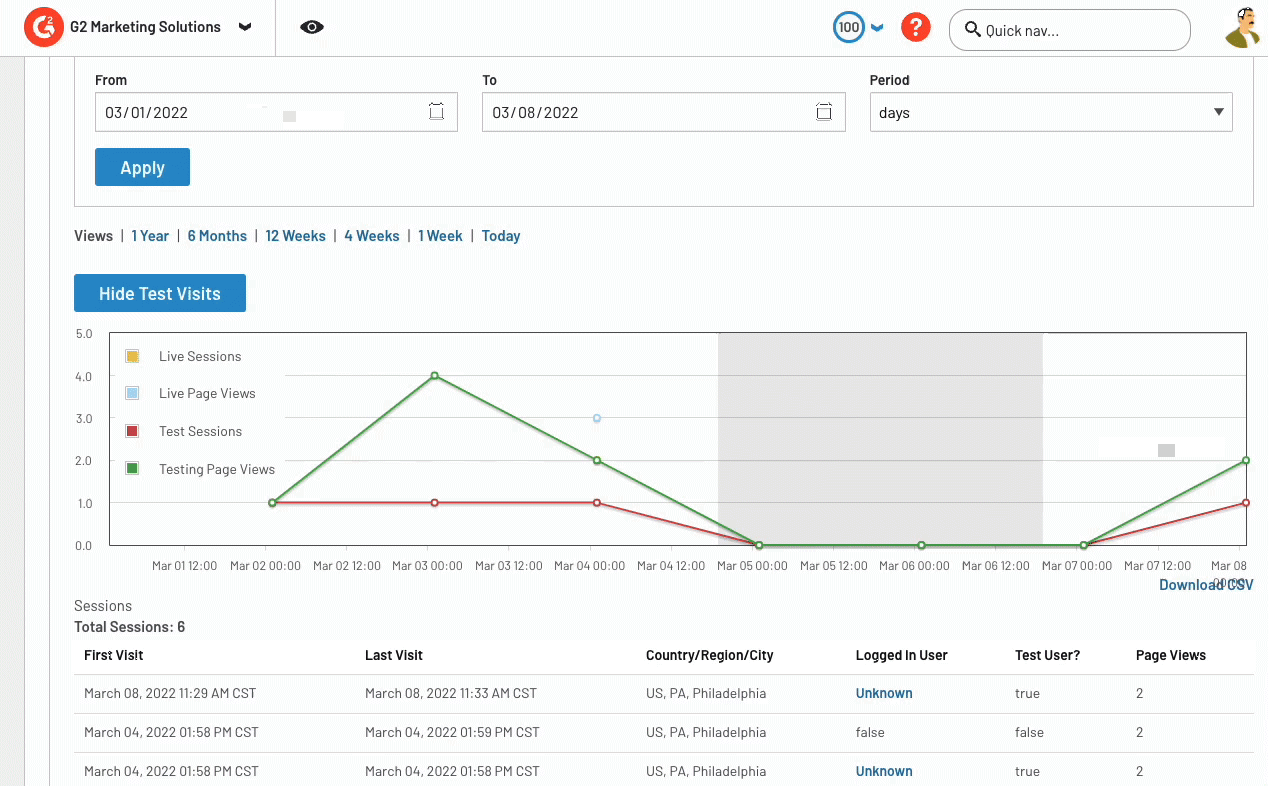 G2 Marketing Solutions 100 ? Quick nav...
From To Period
03/01/2022 03/08/2022 days
Apply
Views | 1 Year | 6 Months | 12 Weeks | 4 Weeks | 1 Week | Today
Hide Test Visits
5.0
4.0
3.0
2.0
1.0
0.0
Live Sessions
Live Page Views
Test Sessions
Testing Page Views
Mar 01 12:00 Mar 02 00:00 Mar 02 12:00 Mar 03 00:00 Mar 03 12:00 Mar 04 00:00 Mar 04 12:00 Mar 05 00:00 Mar 05 12:00 Mar 06 00:00 Mar 06 12:00 Mar 07 00:00 Mar 07 12:00 Mar 08
00:00
Download CSV
Sessions
Total Sessions: 6
First Visit Last Visit Country/Region/City Logged In User Test User? Page Views
March 08, 2022 11:29 AM CST March 08, 2022 11:33 AM CST US, PA, Philadelphia Unknown true 2
March 04, 2022 01:58 PM CST March 04, 2022 01:59 PM CST US, PA, Philadelphia false false 2
March 04, 2022 01:58 PM CST March 04, 2022 01:58 PM CST US, PA, Philadelphia Unknown true 2